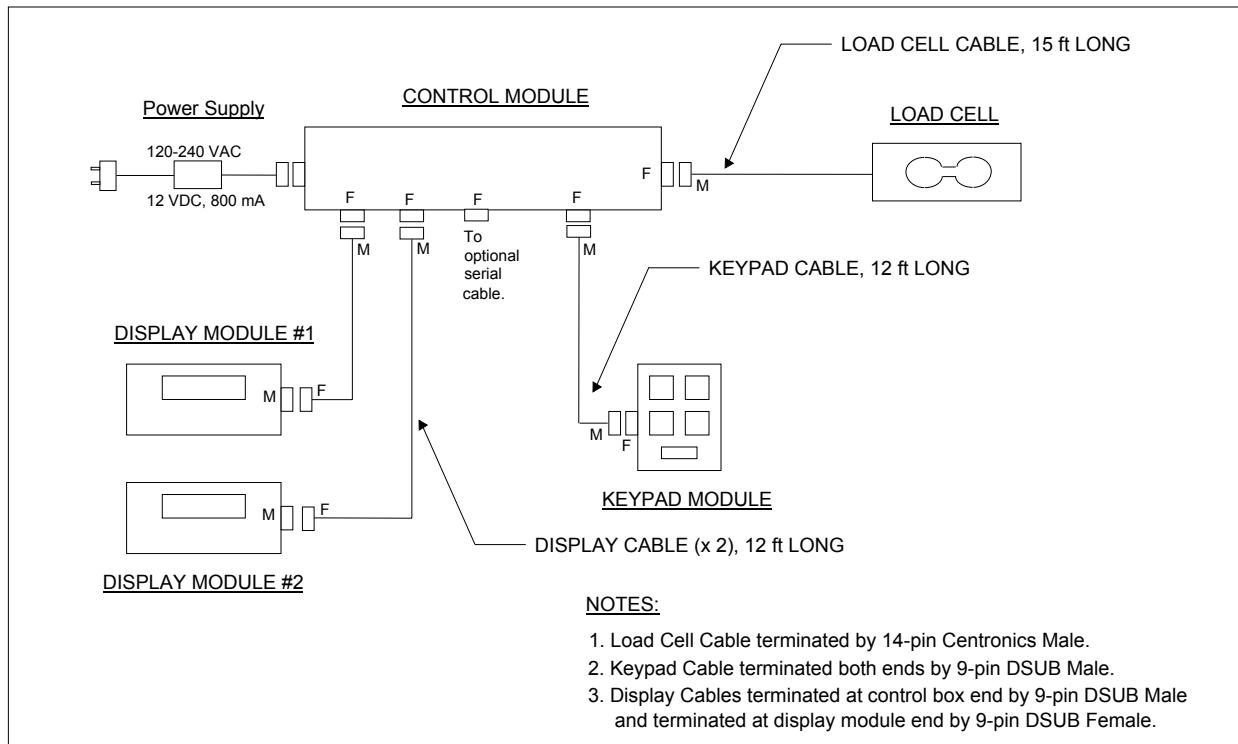 LOAD CELL CABLE, 15 ft LONG
Power Supply
CONTROL MODULE
LOAD CELL
120-240 VAC
12 VDC, 800 mA
F
M
F
F
F
F
M
M
M
To
optional
serial
cable.
KEYPAD CABLE, 12 ft LONG
DISPLAY MODULE #1
M
F
M
F
KEYPAD MODULE
M
F
DISPLAY CABLE (x 2), 12 ft LONG
DISPLAY MODULE #2
NOTES:
1. Load Cell Cable terminated by 14-pin Centronics Male.
2. Keypad Cable terminated both ends by 9-pin DSUB Male.
3. Display Cables terminated at control box end by 9-pin DSUB Male
and terminated at display module end by 9-pin DSUB Female.